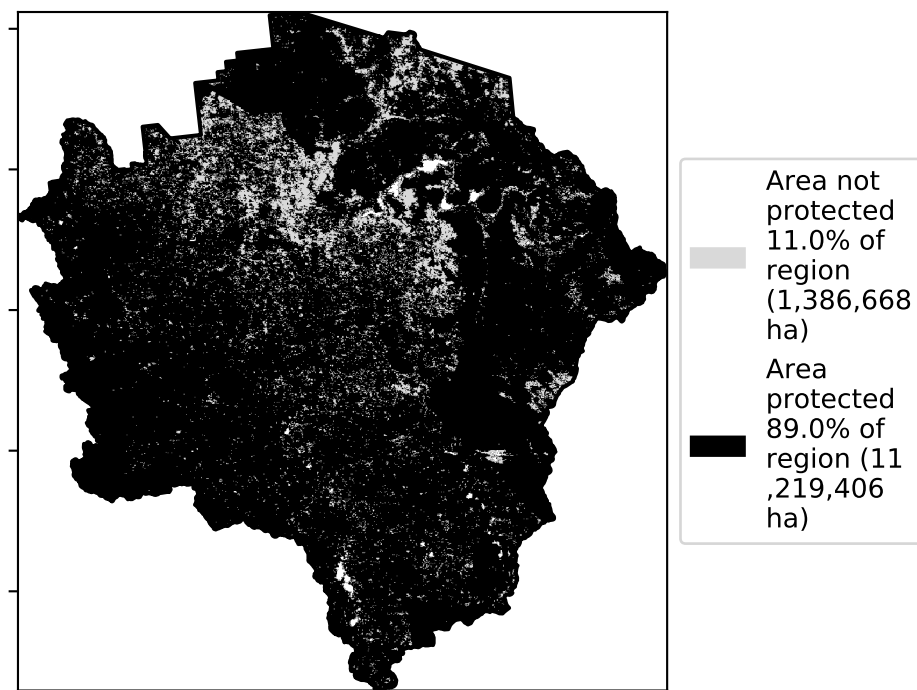 Area not
protected
11.0% of
region
(1,386,668
ha)
Area
protected
89.0% of
region (11
,219,406
ha)